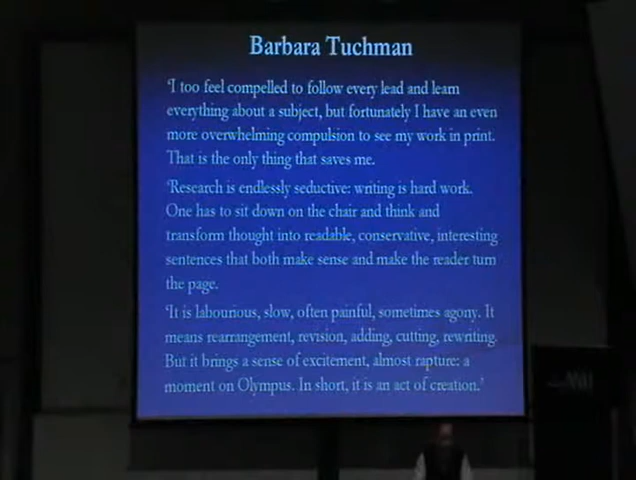 Barbara Tuchman
'I too feel compelled to follow every lead and learn
everything about a subject, but fortunately I have an even
more overwhelming compulsion to see my work in print.
That is the only thing that saves me.
'Research is endlessly seductive: writing is hard work.
One has to sit down on the chair and think and
transform thought into readable, conservative, interesting
sentences that both make sense and make the reader turn
the page.
'It is labourious, slow, often painful, sometimes agony. It
means rearrangement, revision, adding, cutting, rewriting.
But it brings a sense of excitement, almost rapture: a
moment on Olympus. In short, it is an act of creation.'